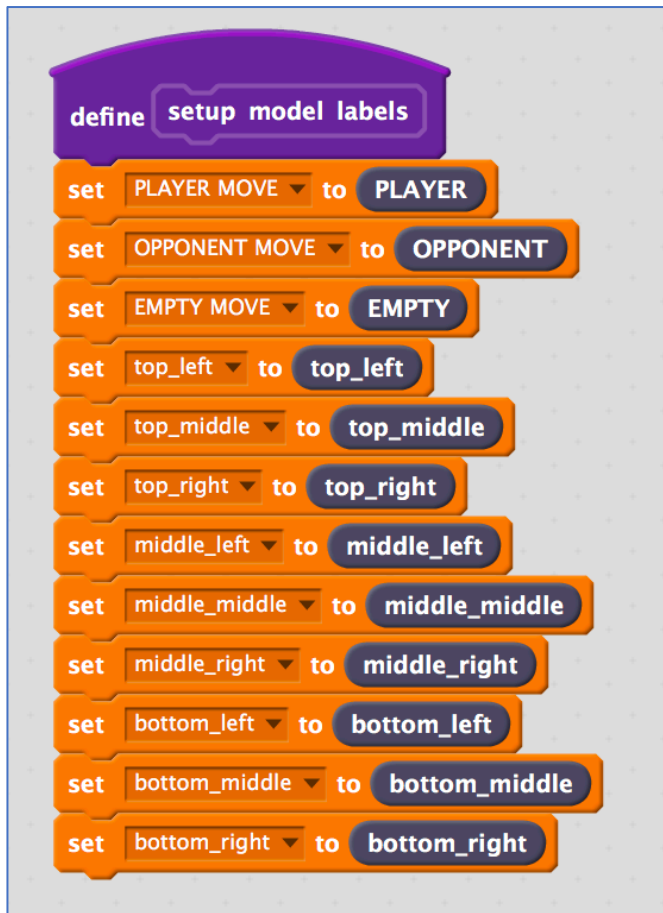 define setup model labels
set PLAYER MOVE to PLAYER
set OPPONENT MOVE to OPPONENT
set EMPTY MOVE to EMPTY
set top_left to top_left
set top_middle to top_middle
set top_right to top_right
set middle_left to middle_left
set middle_middle to middle_middle
set middle_right to middle_right
set bottom_left to bottom_left
set bottom_middle to bottom_middle
set bottom_right to bottom_right